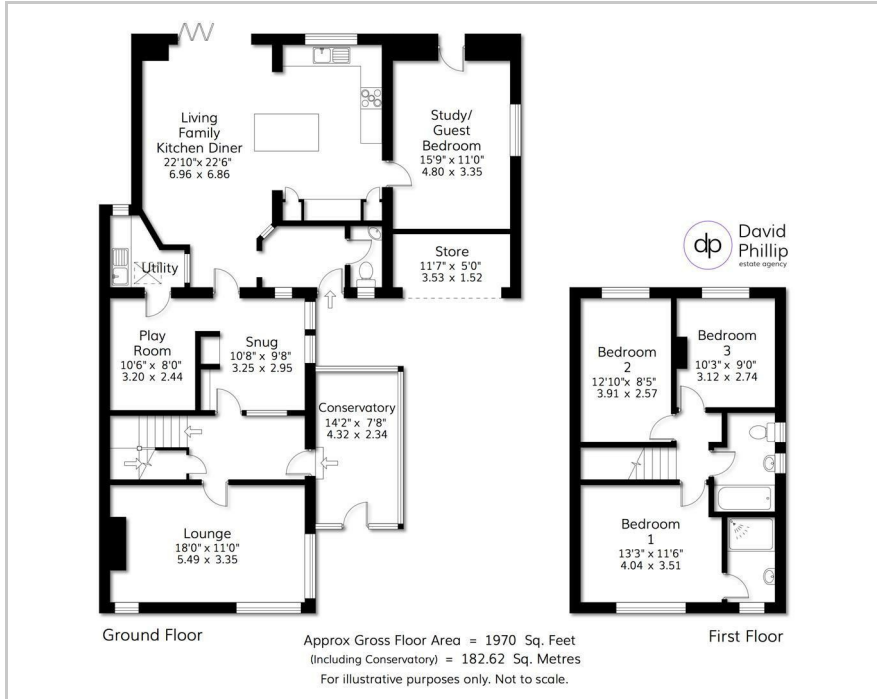 Living
Family
Kitchen Diner
22'10"x 22'6"
6.96 x 6.86
Study/
Guest
Bedroom
15'9" x 11'0"
4.80 x 3.35
Utility
Store
11'7" x 5'0"
3.53 x 1.52
dp
David
Phillip
estate agency
Play
Room
10'6" x 8'0"
3.20 x 2.44
Snug
10'8" x 9'8"
3.25 x 2.95
Conservatory
14'2" x 7'8"
4.32 x 2.34
Lounge
18'0" x 11'0"
5.49 x 3.35
Bedroom
2
12'10"x 8'5"
3.91 x 2.57
Bedroom
3
10'3" x 9'0"
3.12 x 2.74
Bedroom
1
13'3" x 11'6"
4.04 x 3.51
Ground Floor
First Floor
Approx Gross Floor Area = 1970 Sq. Feet
(Including Conservatory) = 182.62 Sq. Metres
For illustrative purposes only. Not to scale.